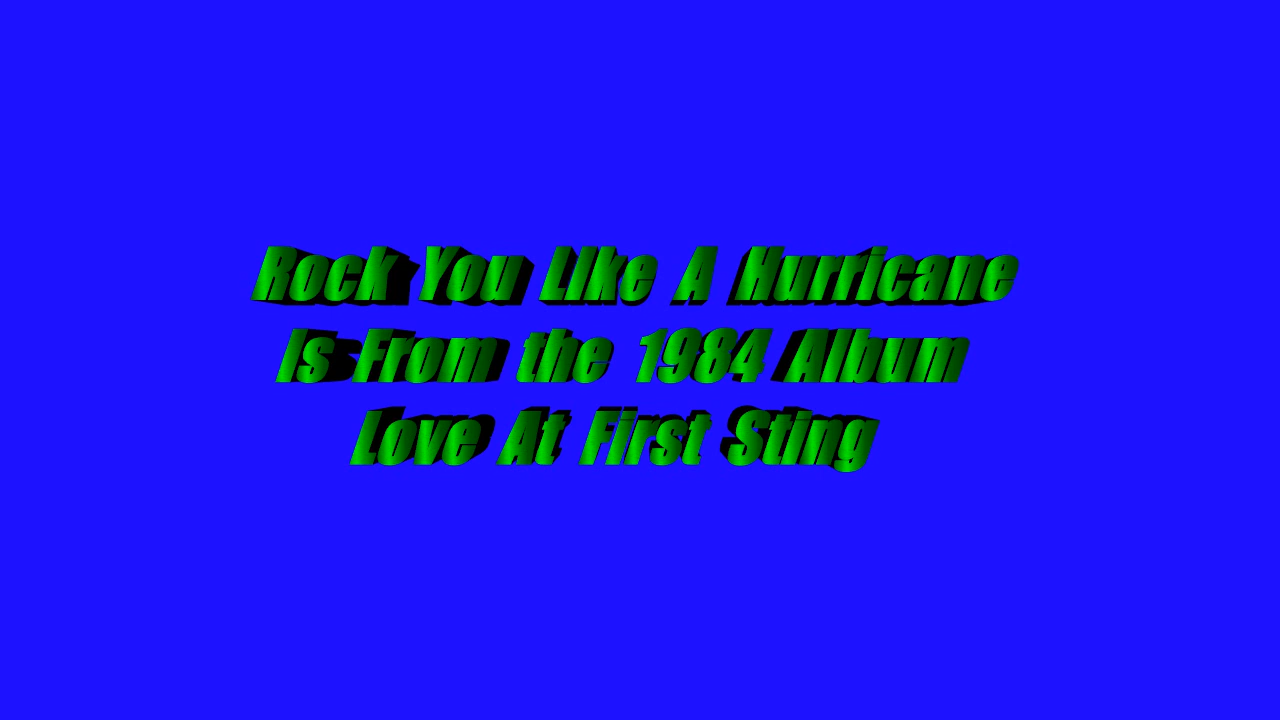 Rock You LIke A Hurricane
Is From the 1984 Album
Love At First Sting